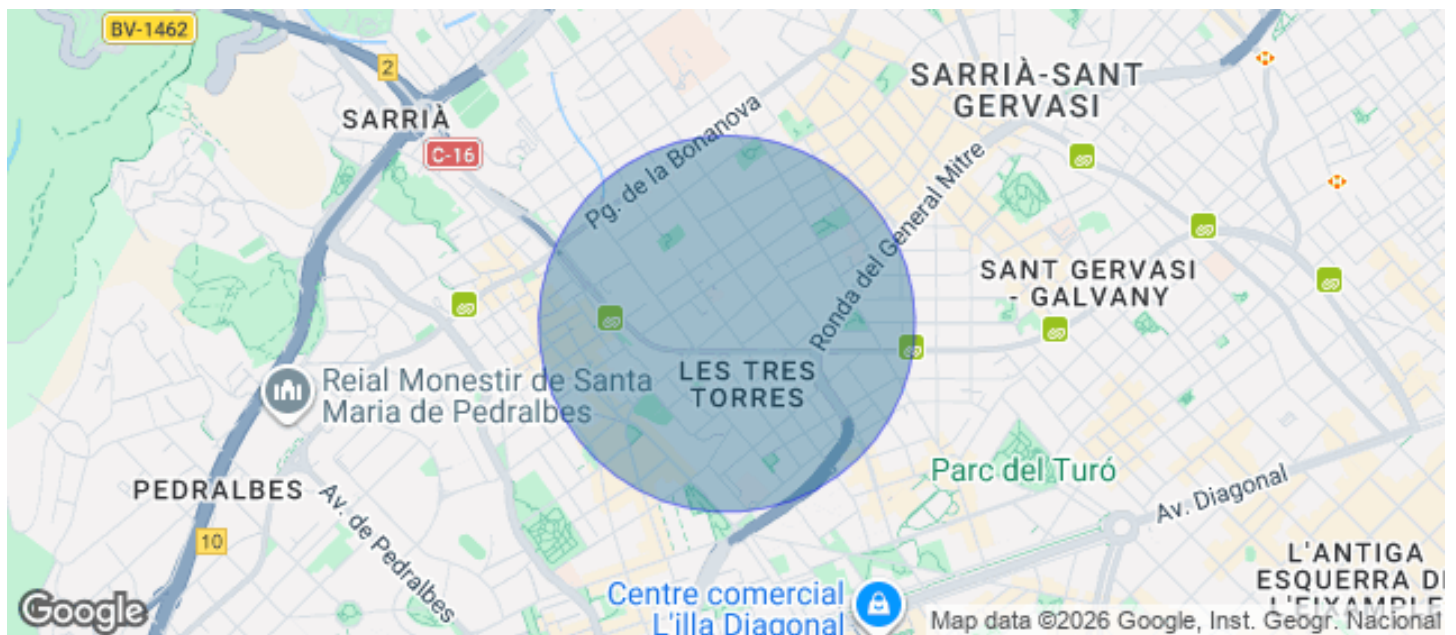 BV-1462
2
SARRIÀ
C-16
SARRIÀ-SANT
GERVASI
Pg. de la Bonanova
Ronda del General Mitre
SANT GERVASI
- GALVANY
LES TRES
TORRES
Reial Monestir de Santa
Maria de Pedralbes
PEDRALBES
10
Av. de Pedralbes
Parc del Turó
Av. Diagonal
L'ANTIGA
ESQUERRA DE
L'EIXAMPLE
Centre comercial
L'illa Diagonal
Google
Map data ©2026 Google, Inst. Geogr. Nacional